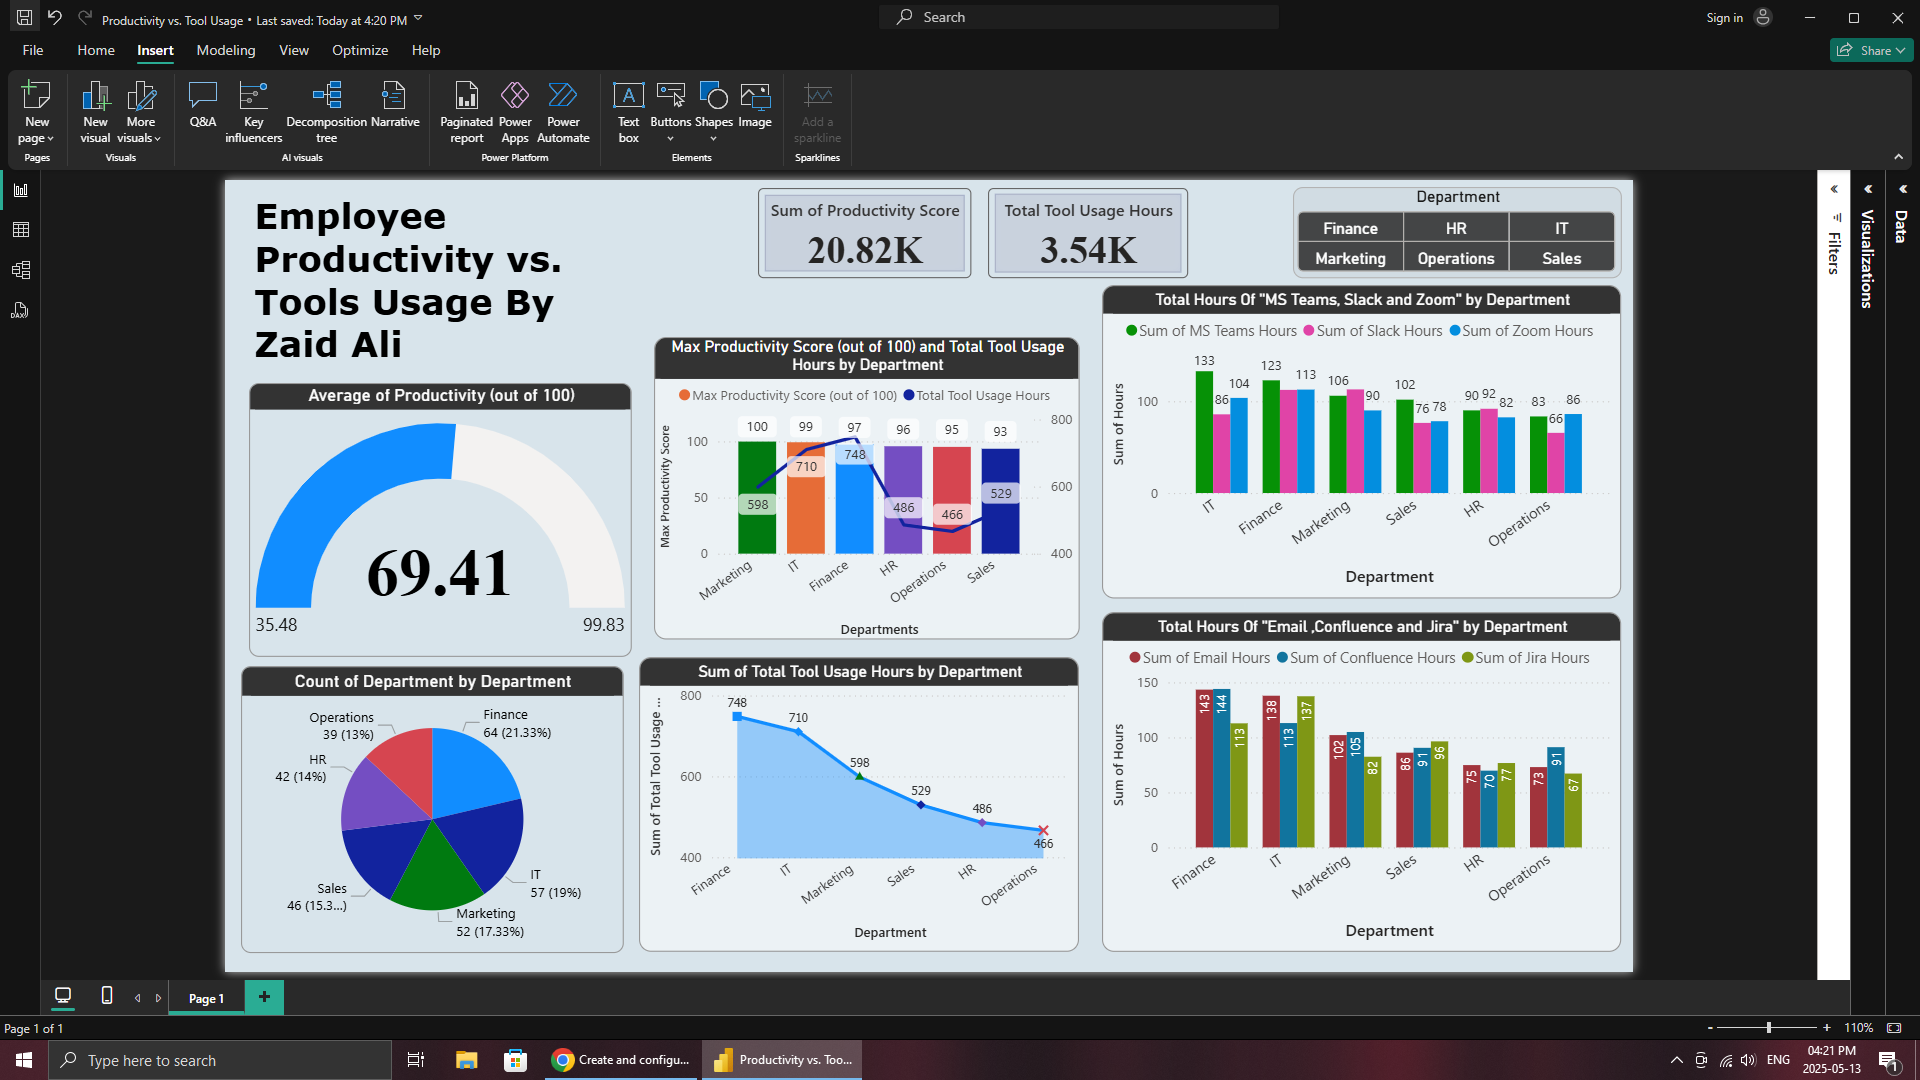 Productivity vs. Tool Usage • Last saved: Today at 4:20 PM
Search
Sign in
File Home Insert Modeling View Optimize Help
Share
New page
Pages
New visual
More visuals
Visuals
Q&A
Key influencers
Decomposition tree
Narrative
AI visuals
Paginated report
Power Apps
Power Automate
Power Platform
Text box
Buttons
Shapes
Image
Elements
Add a sparkline
Sparklines
Filters
Visualizations
Data
Employee
Productivity vs.
Tools Usage By
Zaid Ali
Sum of Productivity Score
20.82K
Total Tool Usage Hours
3.54K
Department
Finance HR IT
Marketing Operations Sales
Average of Productivity (out of 100)
69.41
35.48 99.83
Max Productivity Score (out of 100) and Total Tool Usage
Hours by Department
Max Productivity Score (out of 100) Total Tool Usage Hours
Max Productivity Score
100
50
0
800
600
400
100 99 97 96 95 93
598 710 748 486 466 529
Marketing IT Finance HR Operations Sales
Departments
Total Hours Of "MS Teams, Slack and Zoom" by Department
Sum of MS Teams Hours Sum of Slack Hours Sum of Zoom Hours
Sum of Hours
100
0
133 86 104
123 113
106 90
102 76 78
90 92 82
83 66 86
IT Finance Marketing Sales HR Operations
Department
Count of Department by Department
Finance
64 (21.33%)
IT
57 (19%)
Marketing
52 (17.33%)
Sales
46 (15.3...)
HR
42 (14%)
Operations
39 (13%)
Sum of Total Tool Usage Hours by Department
Sum of Total Tool Usage ...
800
600
400
748 710 598 529 486 466
Finance IT Marketing Sales HR Operations
Department
Total Hours Of "Email ,Confluence and Jira" by Department
Sum of Email Hours Sum of Confluence Hours Sum of Jira Hours
Sum of Hours
150
100
50
0
143 144 113
138 113 137
102 105 82
86 91 96
75 70 77
73 91 67
Finance IT Marketing Sales HR Operations
Department
Page 1
+
Page 1 of 1
- + 110%
Type here to search
Create and configu...
Productivity vs. Too...
ENG
04:21 PM
2025-05-13
1